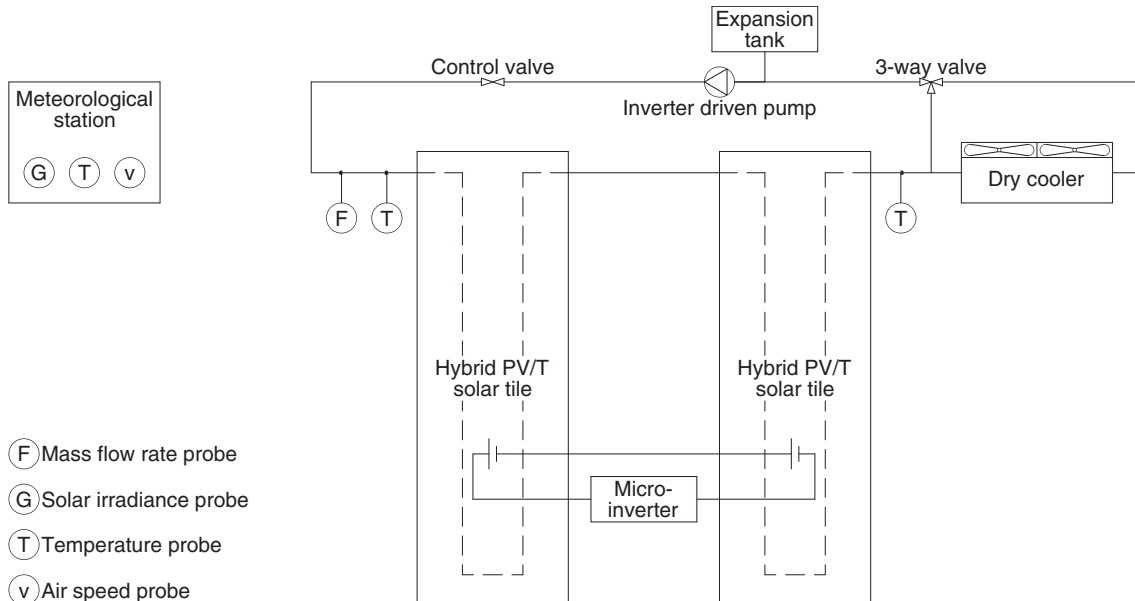 Expansion
tank
Control valve
3-way valve
Inverter driven pump
Meteorological
station
G T v
Dry cooler
F T
T
Hybrid PV/T
solar tile
Hybrid PV/T
solar tile
Micro-
inverter
F Mass flow rate probe
G Solar irradiance probe
T Temperature probe
v Air speed probe